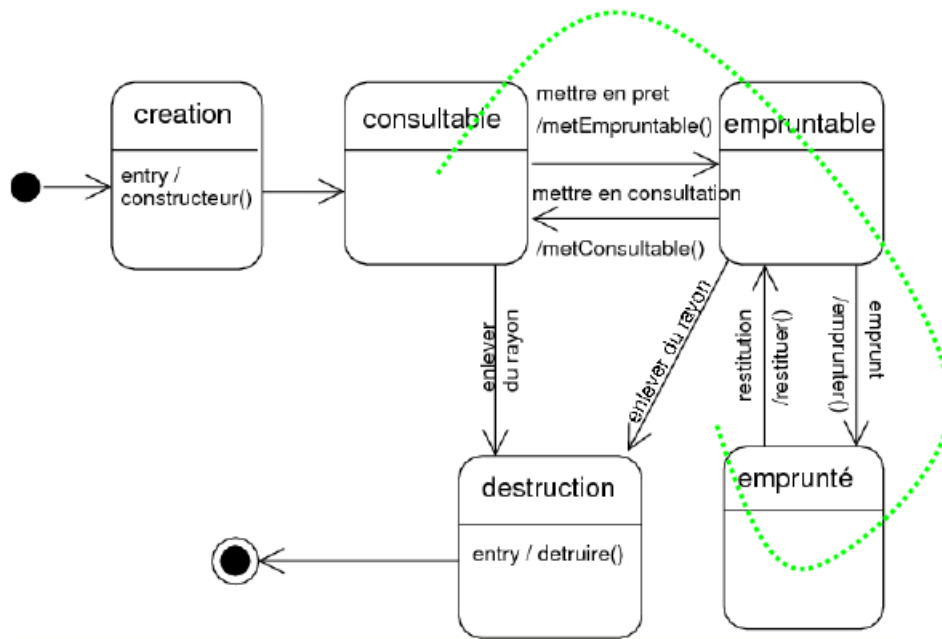 creation
entry /
constructeur()
consultable
mettre en pret
/metEmpruntable()
mettre en consultation
/metConsultable()
empruntable
enlever
du rayon
enlever du rayon
restitution
/restituer()
emprunt
/emprunter()
destruction
entry / detruire()
emprunté